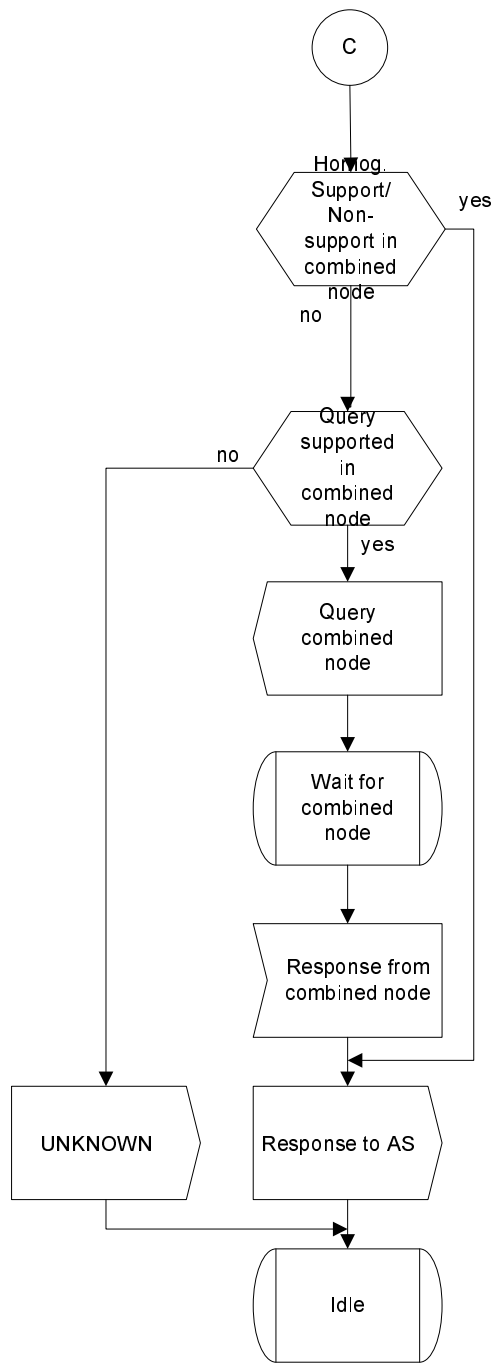 C
Homog.
Support/
Non-
support in
combined
node
yes
no
Query
supported
in
combined
node
no
yes
Query
combined
node
Wait for
combined
node
Response from
combined node
UNKNOWN
Response to AS
Idle